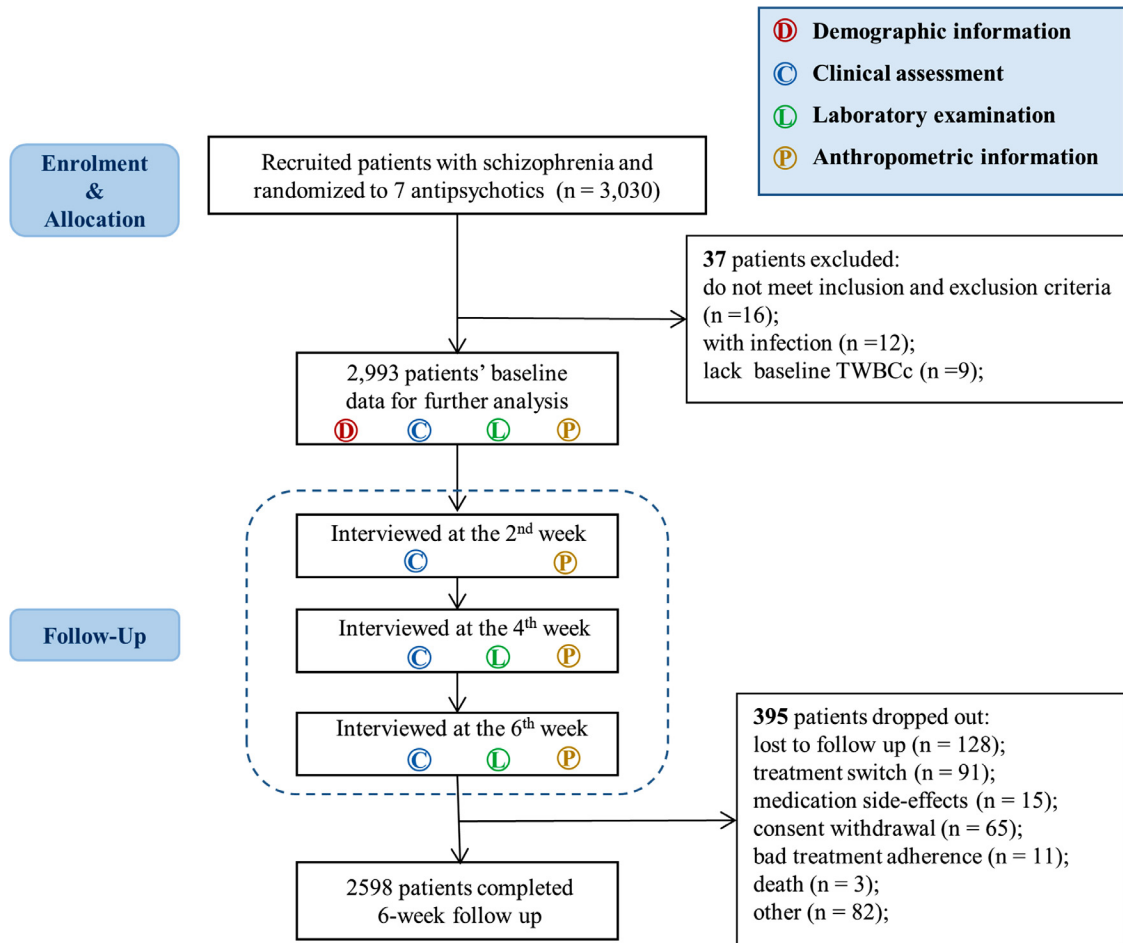 D Demographic information
C Clinical assessment
L Laboratory examination
P Anthropometric information
Enrolment
&
Allocation
Recruited patients with schizophrenia and
randomized to 7 antipsychotics (n = 3,030)
37 patients excluded:
do not meet inclusion and exclusion criteria
(n =16);
with infection (n =12);
lack baseline TWBCc (n =9);
2,993 patients’ baseline
data for further analysis
D C L P
Follow-Up
Interviewed at the 2nd week
C P
Interviewed at the 4th week
C L P
Interviewed at the 6th week
C L P
395 patients dropped out:
lost to follow up (n = 128);
treatment switch (n = 91);
medication side-effects (n = 15);
consent withdrawal (n = 65);
bad treatment adherence (n = 11);
death (n = 3);
other (n = 82);
2598 patients completed
6-week follow up